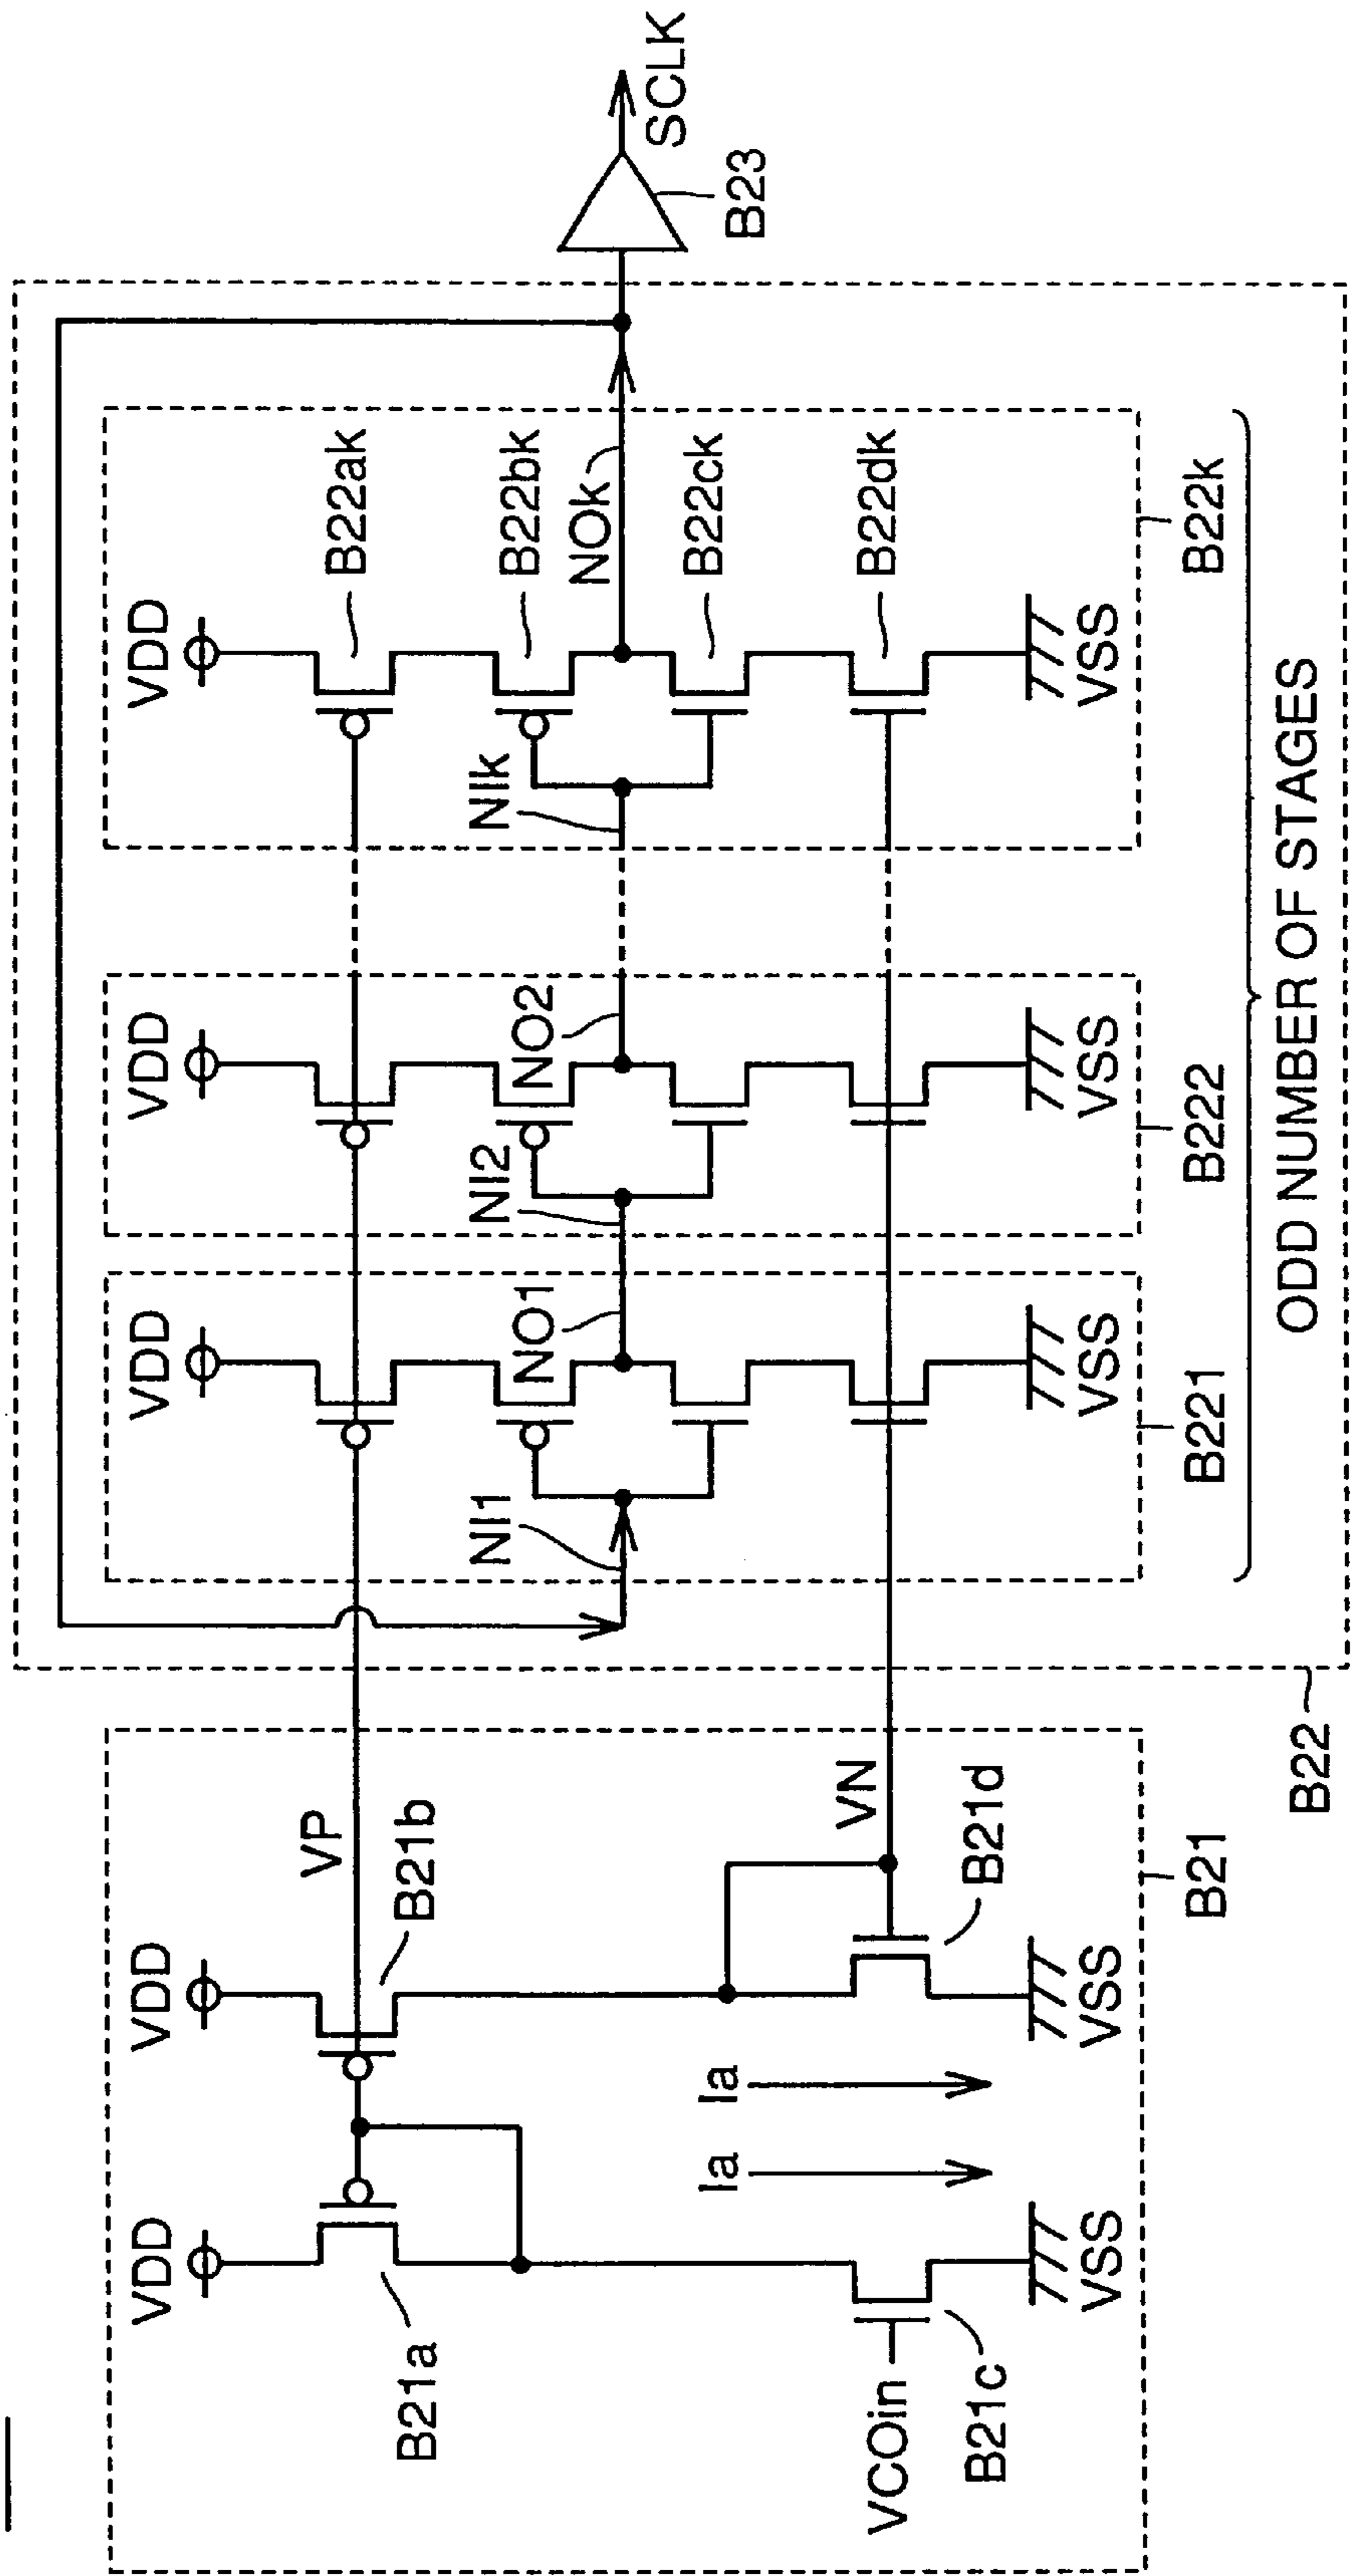 VDD
VDD
VP
B21a
B21b
Ia
Ia
VN
VCOin
B21c
B21d
VSS
VSS
B21
B22
VDD
VDD
VDD
NI1
NO1
NI2
NO2
NIk
B22ak
B22bk
NOk
B22ck
B22dk
VSS
VSS
VSS
B221
B222
B22k
ODD NUMBER OF STAGES
B23
SCLK